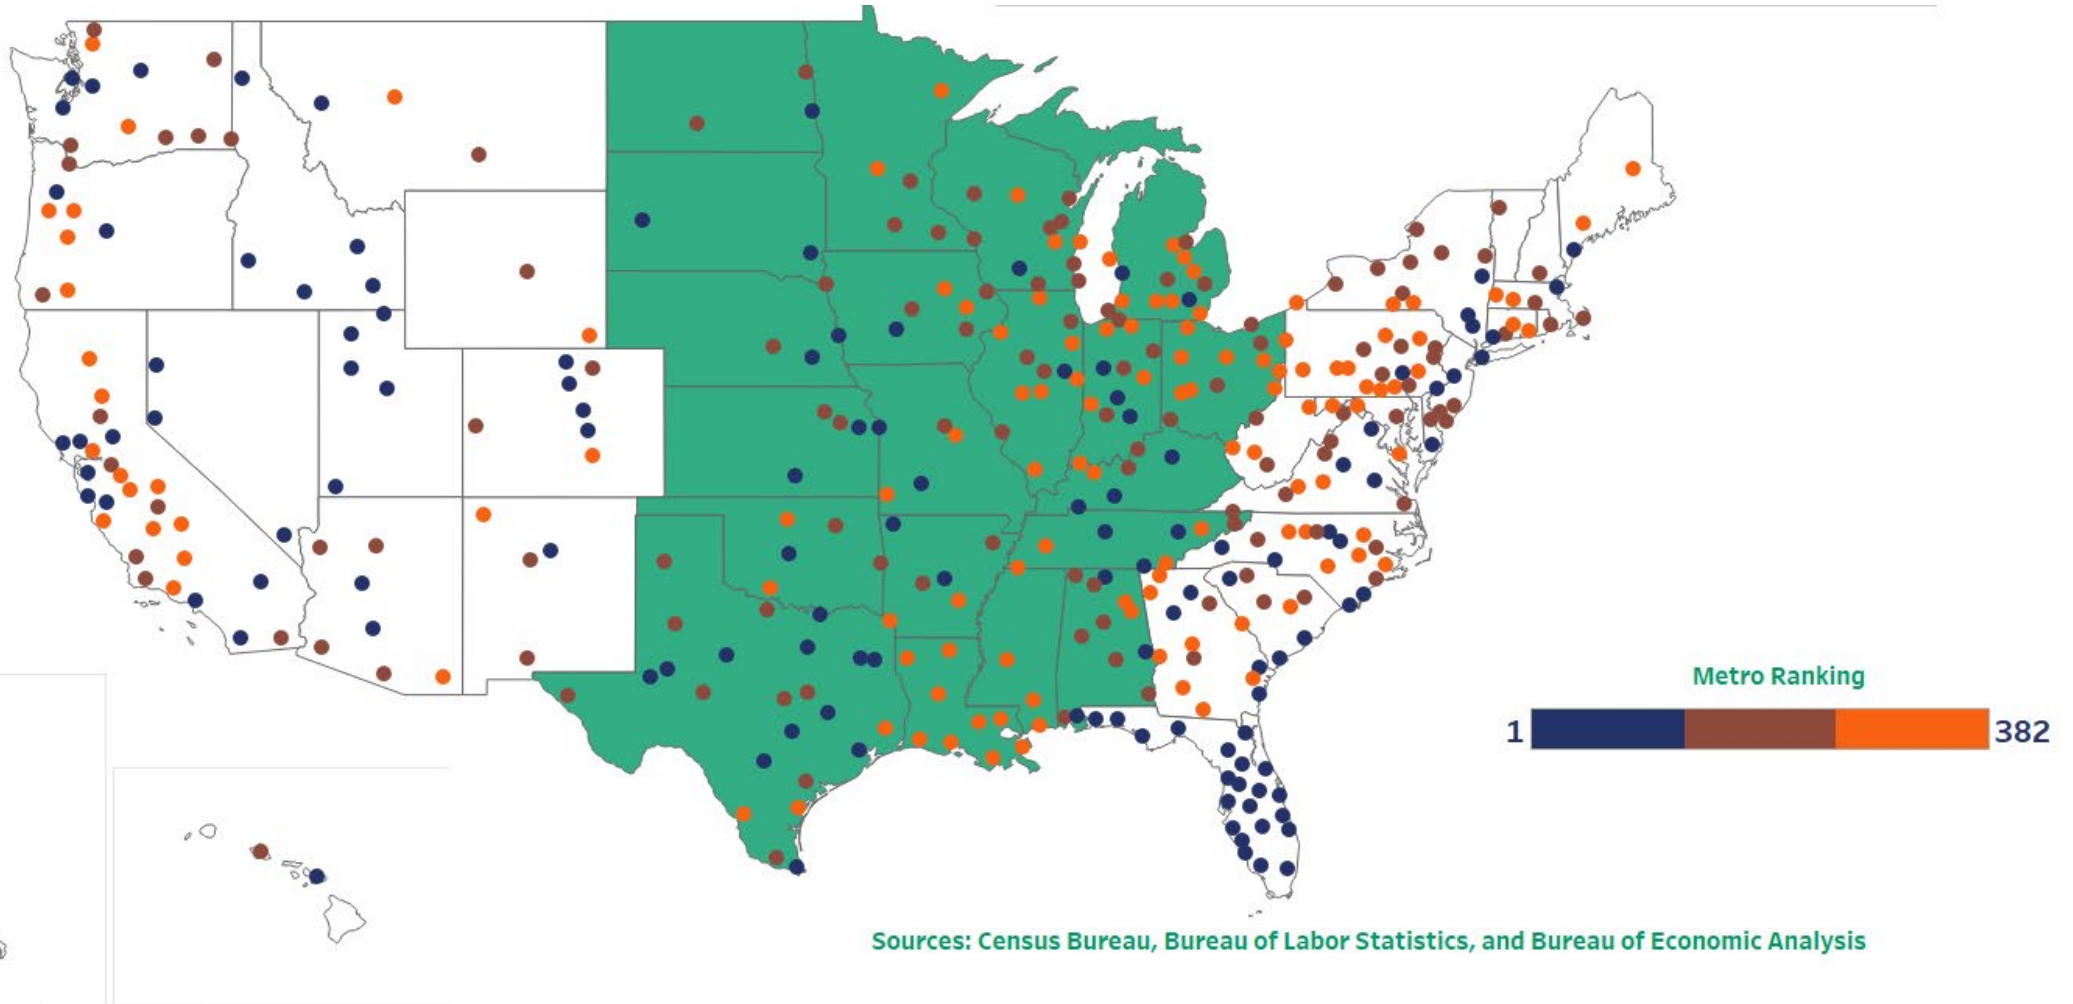 Metro Ranking
1 382
Sources: Census Bureau, Bureau of Labor Statistics, and Bureau of Economic Analysis